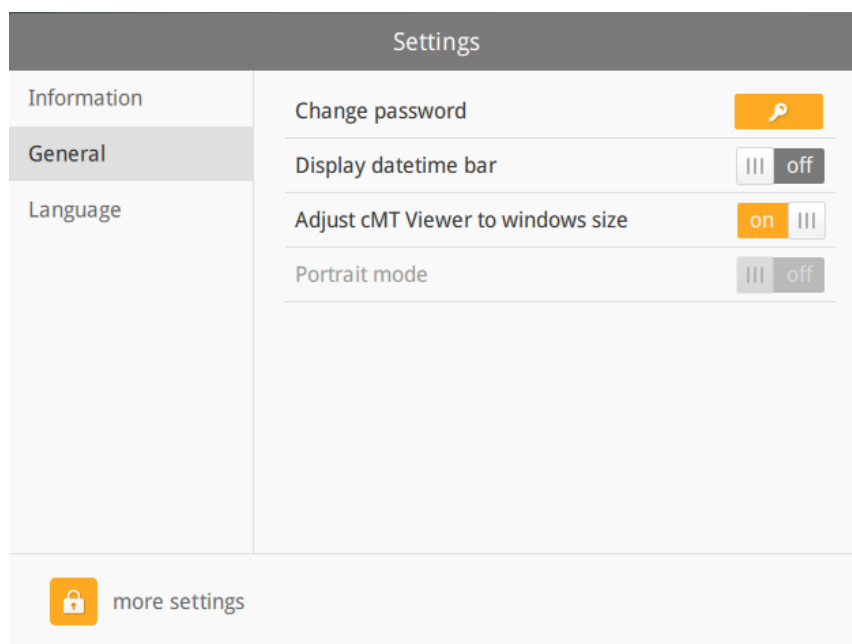 Settings
Information
General
Language
Change password
Display datetime bar
off
Adjust cMT Viewer to windows size
on
Portrait mode
off
more settings